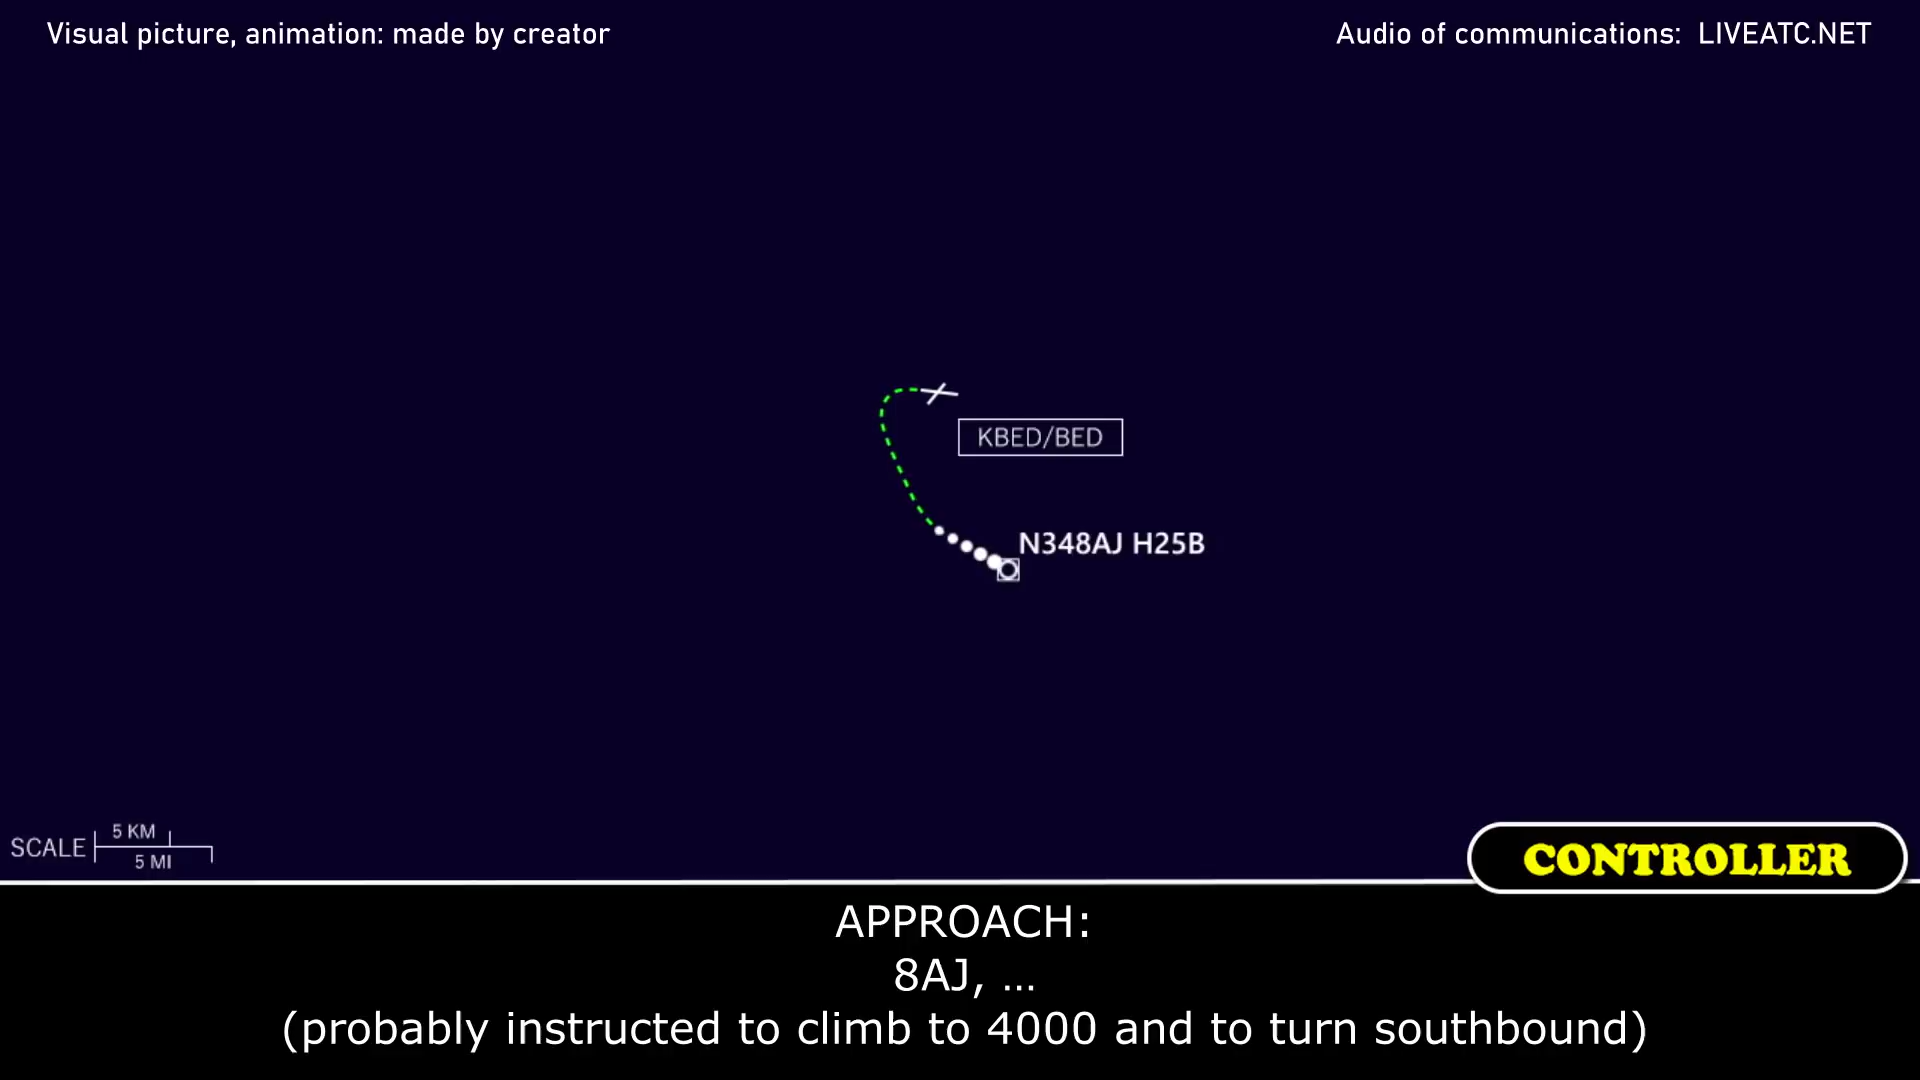 Visual picture, animation: made by creator
Audio of communications: LIVEATC.NET
KBED/BED
N348AJ H25B
SCALE
5 KM
5 MI
CONTROLLER
APPROACH:
8AJ, ...
(probably instructed to climb to 4000 and to turn southbound)